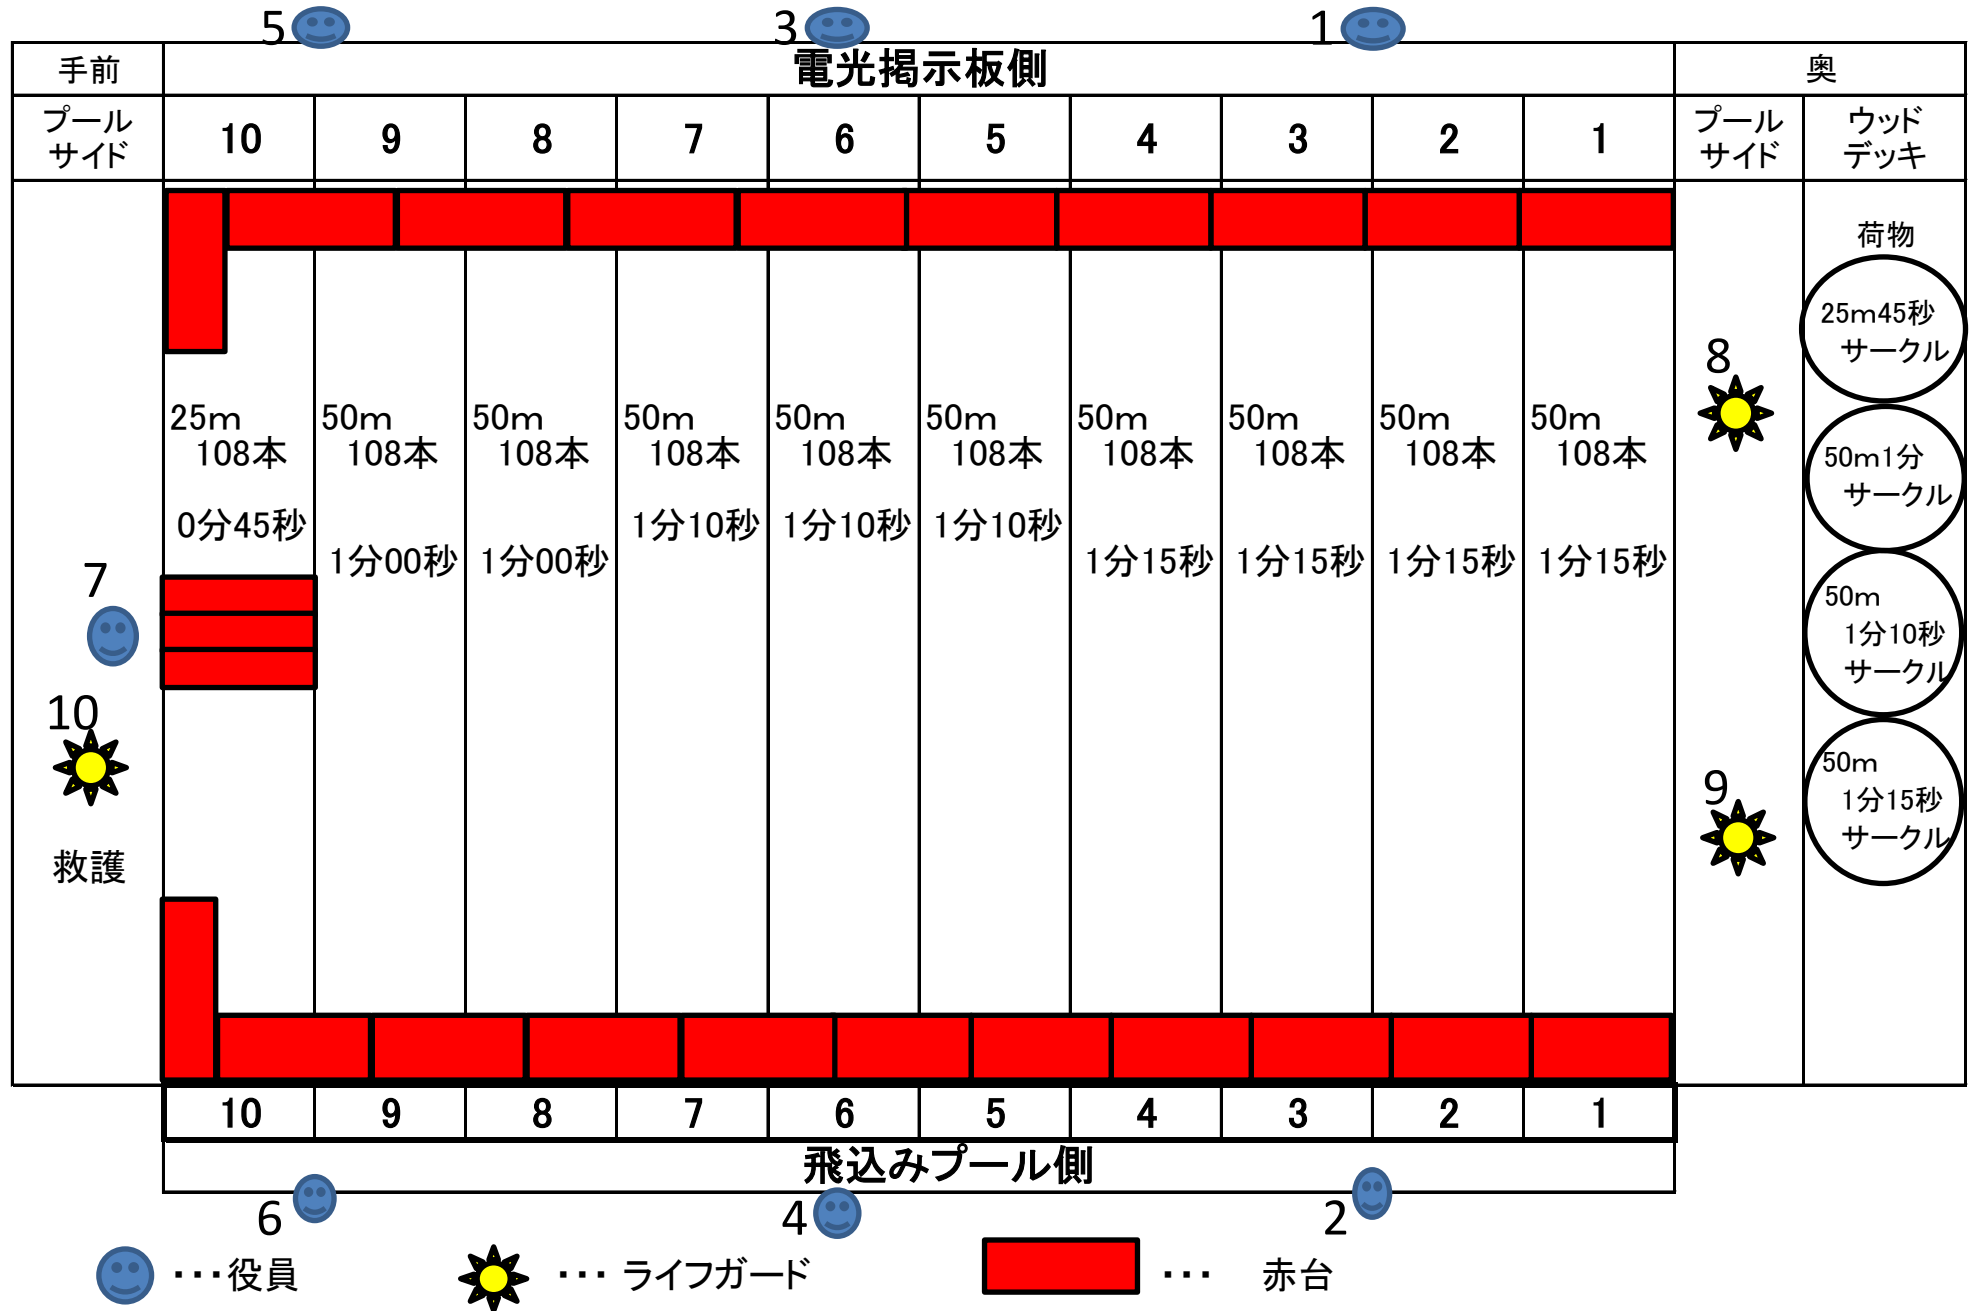 5 3 1
手前 電光掲示板側 奥
プール
サイド
10 9 8 7 6 5 4 3 2 1
プール
サイド
ウッド
デッキ
荷物
25m45秒
サークル
50m1分
サークル
50m
1分10秒
サークル
50m
1分15秒
サークル
8
9
25m
108本
0分45秒
50m
108本
1分00秒
50m
108本
1分00秒
50m
108本
1分10秒
50m
108本
1分10秒
50m
108本
1分10秒
50m
108本
1分15秒
50m
108本
1分15秒
50m
108本
1分15秒
50m
108本
1分15秒
7
10
救護
10 9 8 7 6 5 4 3 2 1
飛込みプール側
6 4 2
・・・役員 ・・・ ライフガード ・・・ 赤台